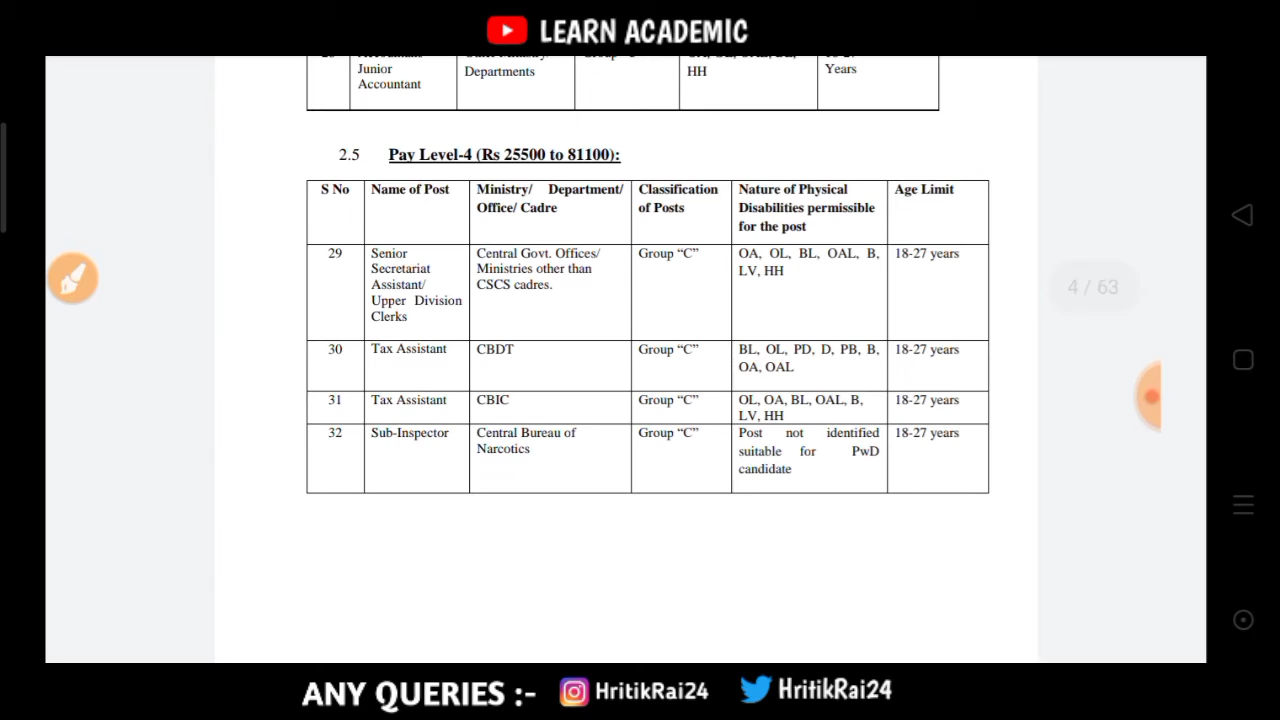 LEARN ACADEMIC
Junior
Accountant
Departments
HH
Years
2.5 Pay Level-4 (Rs 25500 to 81100):
S No Name of Post Ministry/ Department/ Office/ Cadre Classification of Posts Nature of Physical Disabilities permissible for the post Age Limit
29 Senior Secretariat Assistant/ Upper Division Clerks Central Govt. Offices/ Ministries other than CSCS cadres. Group “C” OA, OL, BL, OAL, B, LV, HH 18-27 years
30 Tax Assistant CBDT Group “C” BL, OL, PD, D, PB, B, OA, OAL 18-27 years
31 Tax Assistant CBIC Group “C” OL, OA, BL, OAL, B, LV, HH 18-27 years
32 Sub-Inspector Central Bureau of Narcotics Group “C” Post not identified suitable for PwD candidate 18-27 years
4 / 63
ANY QUERIES :- HritikRai24 HritikRai24